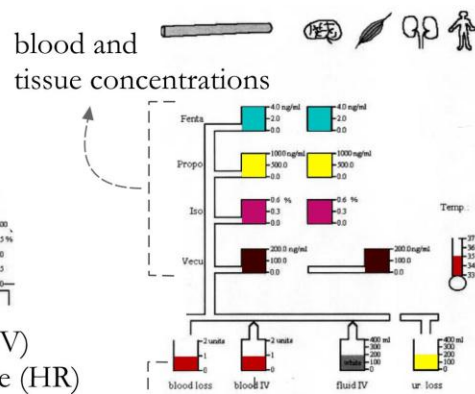 blood and
tissue concentrations
Fenta
4.0 ng/ml
2.0
0.0
4.0 ng/ml
2.0
0.0
Propo
1000 ng/ml
500.0
0.0
1000 ng/ml
500.0
0.0
Iso
0.6 %
0.3
0.0
0.6 %
0.3
0.0
Temp.:
37
36
35
34
33
Vecu
200.0 ng/ml
100.0
0.0
200.0 ng/ml
100.0
0.0
V)
e (HR)
2 units
1
0
2 units
1
0
400 ml
300
200
100
0
400 ml
300
200
100
0
blood loss
blood IV
fluid IV
ur loss